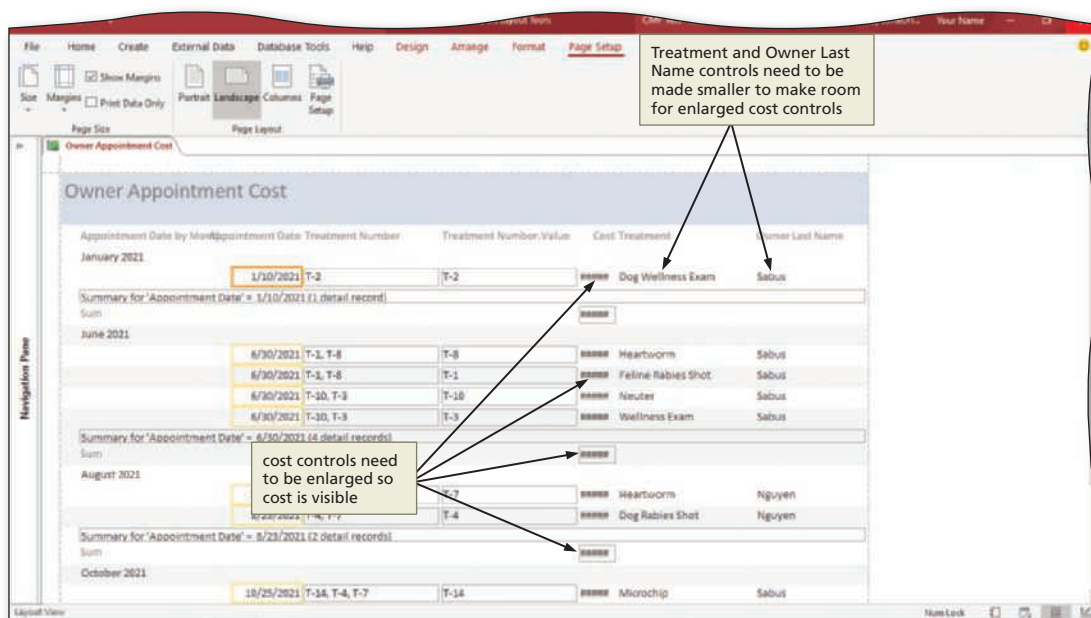 Layout Tools
Your Name
File Home Create External Data Database Tools Help Design Arrange Format Page Setup
Size
Margins
Show Margins
Print Data Only
Portrait Landscape Columns Page Setup
Page Size
Page Layout
Treatment and Owner Last
Name controls need to be
made smaller to make room
for enlarged cost controls
Owner Appointment Cost
Navigation Pane
Owner Appointment Cost
Appointment Date by Month Appointment Date Treatment Number Treatment Number.Value Cost Treatment Owner Last Name
January 2021
1/10/2021 T-2 T-2 ##### Dog Wellness Exam Sabus
Summary for 'Appointment Date' = 1/10/2021 (1 detail record)
Sum #####
June 2021
6/30/2021 T-1, T-8 T-8 ##### Heartworm Sabus
6/30/2021 T-1, T-8 T-1 ##### Feline Rabies Shot Sabus
6/30/2021 T-10, T-3 T-10 ##### Neuter Sabus
6/30/2021 T-10, T-3 T-3 ##### Wellness Exam Sabus
Summary for 'Appointment Date' = 6/30/2021 (4 detail records)
Sum #####
cost controls need
to be enlarged so
cost is visible
August 2021
T-7 ##### Heartworm Nguyen
T-4 ##### Dog Rabies Shot Nguyen
Summary for 'Appointment Date' = 8/23/2021 (2 detail records)
Sum #####
October 2021
10/25/2021 T-14, T-4, T-7 T-14 ##### Microchip Sabus
Layout View
Num Lock